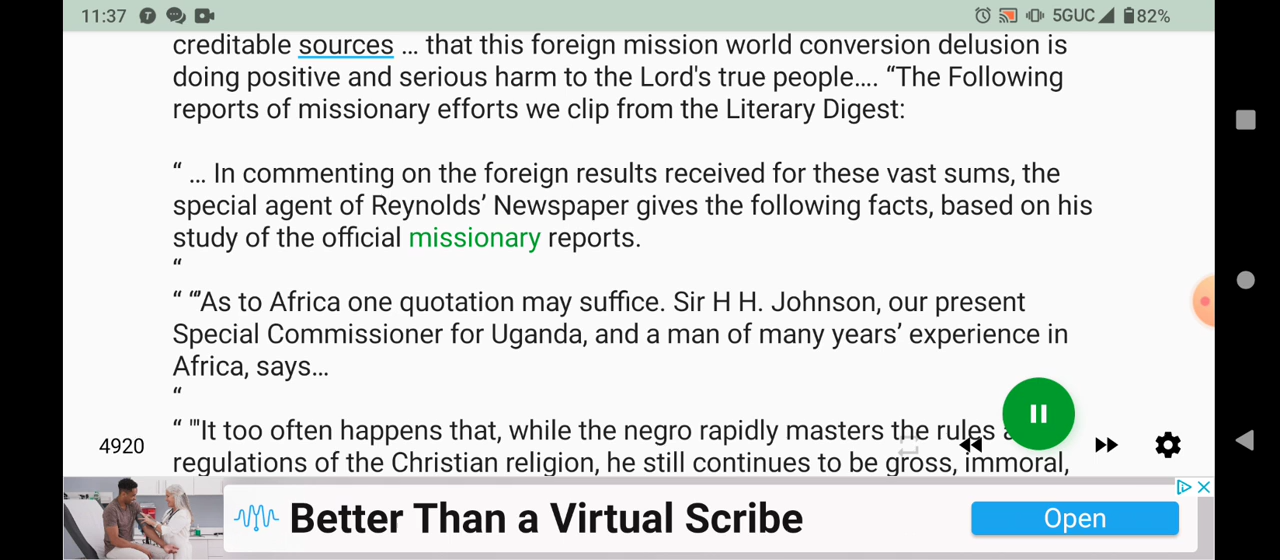 11:37
5GUC 82%
creditable sources … that this foreign mission world conversion delusion is
doing positive and serious harm to the Lord's true people…. “The Following
reports of missionary efforts we clip from the Literary Digest:
“ … In commenting on the foreign results received for these vast sums, the
special agent of Reynolds’ Newspaper gives the following facts, based on his
study of the official missionary reports.
“
“ “'As to Africa one quotation may suffice. Sir H H. Johnson, our present
Special Commissioner for Uganda, and a man of many years’ experience in
Africa, says…
“
“ '"It too often happens that, while the negro rapidly masters the rules
regulations of the Christian religion, he still continues to be gross, immoral,
4920
Better Than a Virtual Scribe
Open